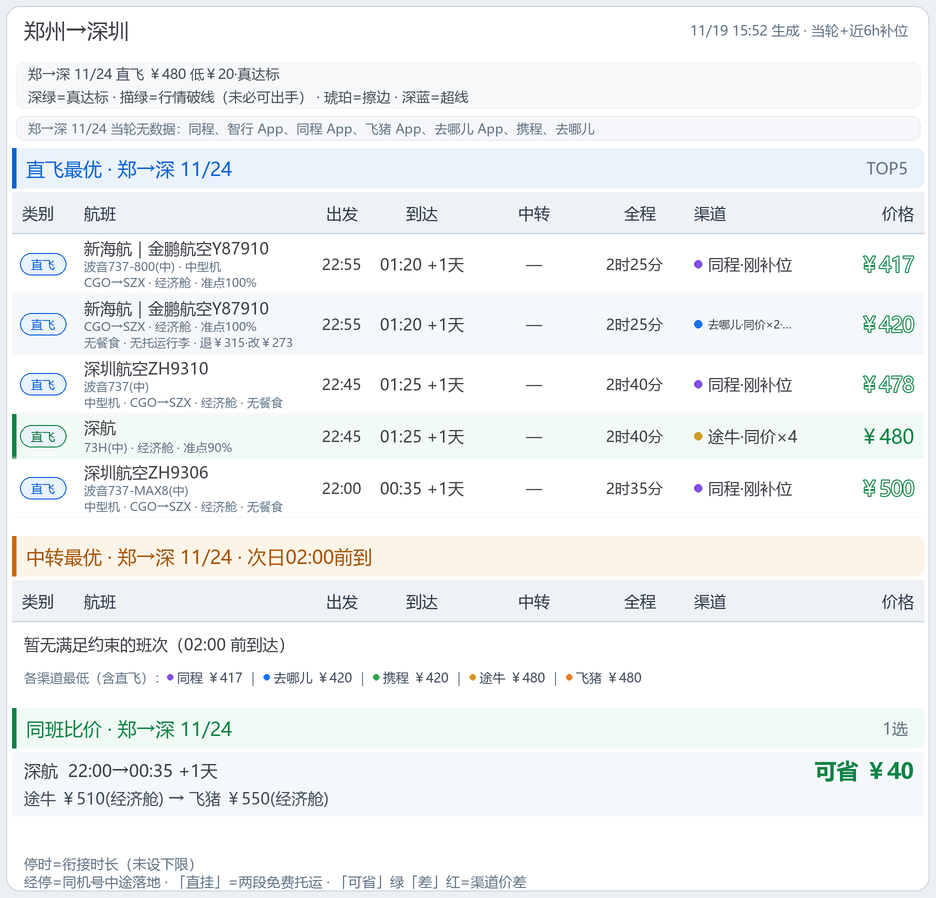 郑州→深圳
11/19 15:52 生成 · 当轮+近6h补位
郑→深 11/24 直飞 ￥480 低￥20·真达标
深绿=真达标 · 描绿=行情破线（未必可出手） · 琥珀=擦边 · 深蓝=超线
郑→深 11/24 当轮无数据：同程、智行 App、同程 App、飞猪 App、去哪儿 App、携程、去哪儿
直飞最优 · 郑→深 11/24 TOP5
类别 航班 出发 到达 中转 全程 渠道 价格
新海航｜金鹏航空Y87910
波音737-800(中) · 中型机
直飞 22:55 01:20 +1天 — 2时25分 同程·刚补位 ￥417
CGO→SZX · 经济舱 · 准点100%
新海航｜金鹏航空Y87910
CGO→SZX · 经济舱 · 准点100%
直飞 22:55 01:20 +1天 — 2时25分 去哪儿·同价×2·... ￥420
无餐食 · 无托运行李 · 退￥315·改￥273
深圳航空ZH9310
波音737(中)
直飞 22:45 01:25 +1天 — 2时40分 同程·刚补位 ￥478
中型机 · CGO→SZX · 经济舱 · 无餐食
深航
直飞 22:45 01:25 +1天 — 2时40分 途牛·同价×4 ￥480
73H(中) · 经济舱 · 准点90%
深圳航空ZH9306
波音737-MAX8(中)
直飞 22:00 00:35 +1天 — 2时35分 同程·刚补位 ￥500
中型机 · CGO→SZX · 经济舱 · 无餐食
中转最优 · 郑→深 11/24 · 次日02:00前到
类别 航班 出发 到达 中转 全程 渠道 价格
暂无满足约束的班次（02:00 前到达）
各渠道最低（含直飞）: 同程 ￥417 ｜ 去哪儿 ￥420 ｜ 携程 ￥420 ｜ 途牛 ￥480 ｜ 飞猪 ￥480
同班比价 · 郑→深 11/24 1选
深航 22:00→00:35 +1天 可省 ￥40
途牛 ￥510(经济舱) → 飞猪 ￥550(经济舱)
停时=衔接时长（未设下限）
经停=同机号中途落地 · 「直挂」=两段免费托运 · 「可省」绿「差」红=渠道价差